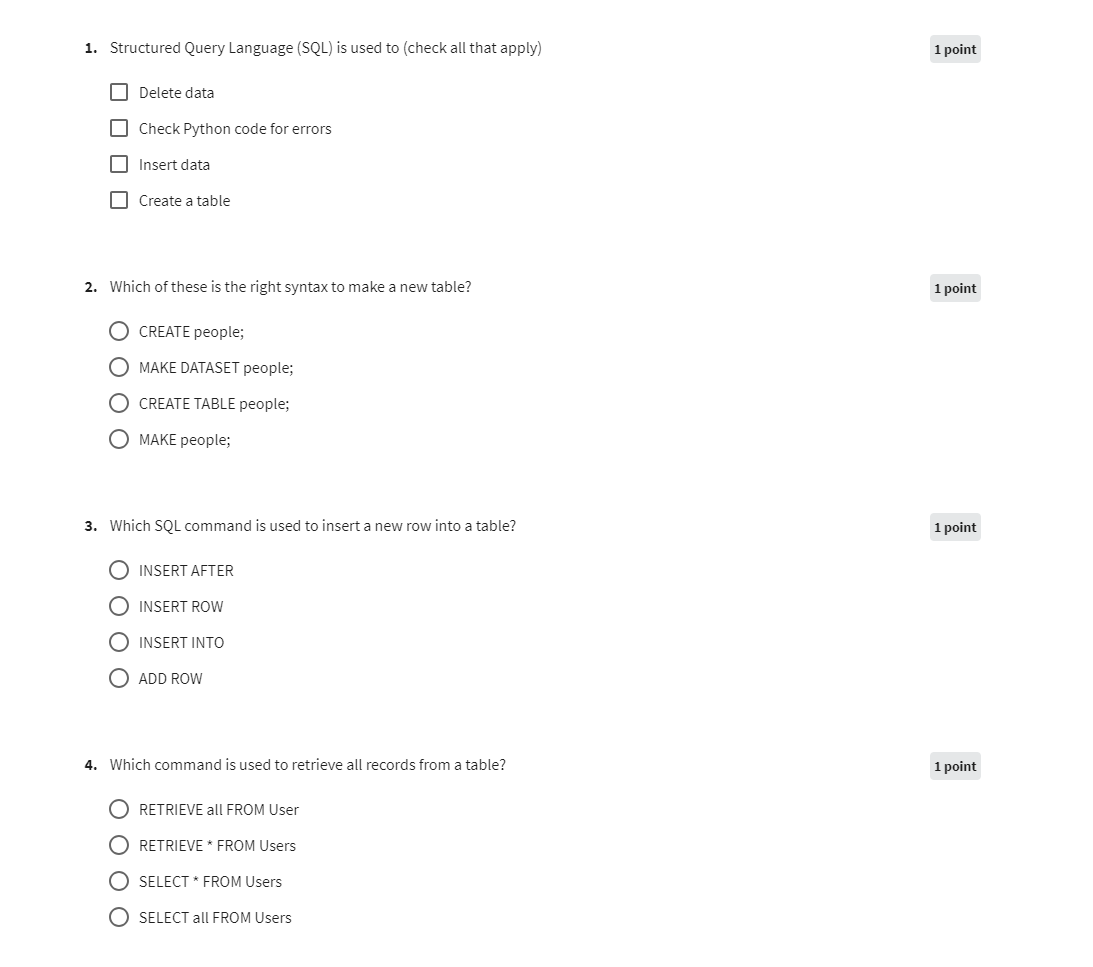 1. Structured Query Language (SQL) is used to (check all that apply)
1 point
Delete data
Check Python code for errors
Insert data
Create a table
2. Which of these is the right syntax to make a new table?
1 point
CREATE people;
MAKE DATASET people;
CREATE TABLE people;
MAKE people;
3. Which SQL command is used to insert a new row into a table?
1 point
INSERT AFTER
INSERT ROW
INSERT INTO
ADD ROW
4. Which command is used to retrieve all records from a table?
1 point
RETRIEVE all FROM User
RETRIEVE * FROM Users
SELECT * FROM Users
SELECT all FROM Users